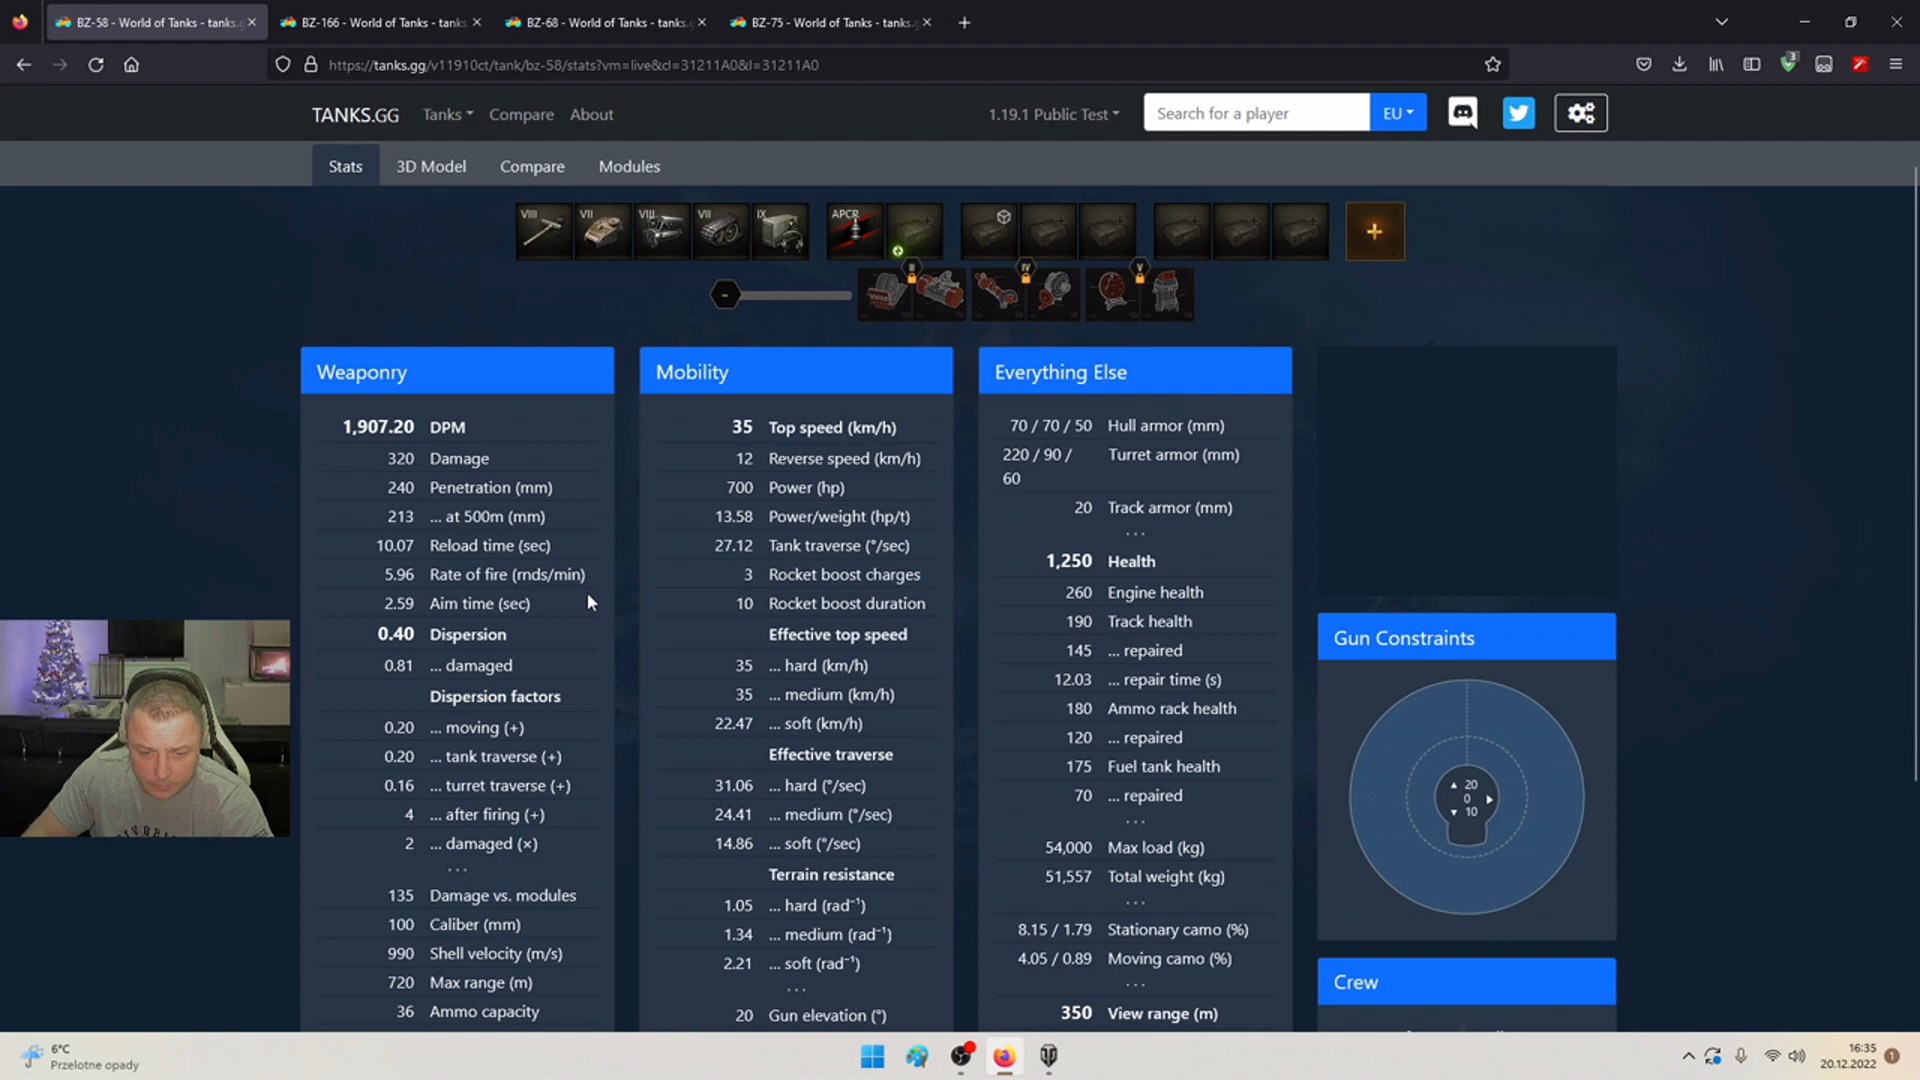 BZ-58 - World of Tanks - tanks.g
BZ-166 - World of Tanks - tanks.
BZ-68 - World of Tanks - tanks.g
BZ-75 - World of Tanks - tanks.g
https://tanks.gg/v11910ct/tank/bz-58/stats?vm=live&cl=31211A0&l=31211A0
3
TANKS.GG
Tanks
Compare
About
1.19.1 Public Test
Search for a player
EU
Stats
3D Model
Compare
Modules
VIII
VII
VIII
VII
IX
APCR
II
IV
V
Weaponry
1,907.20 DPM
320 Damage
240 Penetration (mm)
213 ... at 500m (mm)
10.07 Reload time (sec)
5.96 Rate of fire (rnds/min)
2.59 Aim time (sec)
0.40 Dispersion
0.81 ... damaged
Dispersion factors
0.20 ... moving (+)
0.20 ... tank traverse (+)
0.16 ... turret traverse (+)
4 ... after firing (+)
2 ... damaged (×)
...
135 Damage vs. modules
100 Caliber (mm)
990 Shell velocity (m/s)
720 Max range (m)
36 Ammo capacity
Mobility
35 Top speed (km/h)
12 Reverse speed (km/h)
700 Power (hp)
13.58 Power/weight (hp/t)
27.12 Tank traverse (°/sec)
3 Rocket boost charges
10 Rocket boost duration
Effective top speed
35 ... hard (km/h)
35 ... medium (km/h)
22.47 ... soft (km/h)
Effective traverse
31.06 ... hard (°/sec)
24.41 ... medium (°/sec)
14.86 ... soft (°/sec)
Terrain resistance
1.05 ... hard (rad⁻¹)
1.34 ... medium (rad⁻¹)
2.21 ... soft (rad⁻¹)
...
20 Gun elevation (°)
Everything Else
70 / 70 / 50 Hull armor (mm)
220 / 90 / Turret armor (mm)
60
20 Track armor (mm)
...
1,250 Health
260 Engine health
190 Track health
145 ... repaired
12.03 ... repair time (s)
180 Ammo rack health
120 ... repaired
175 Fuel tank health
70 ... repaired
...
54,000 Max load (kg)
51,557 Total weight (kg)
...
8.15 / 1.79 Stationary camo (%)
4.05 / 0.89 Moving camo (%)
...
350 View range (m)
Gun Constraints
20
0
10
Crew
6°C
Przelotne opady
16:35
20.12.2022
1